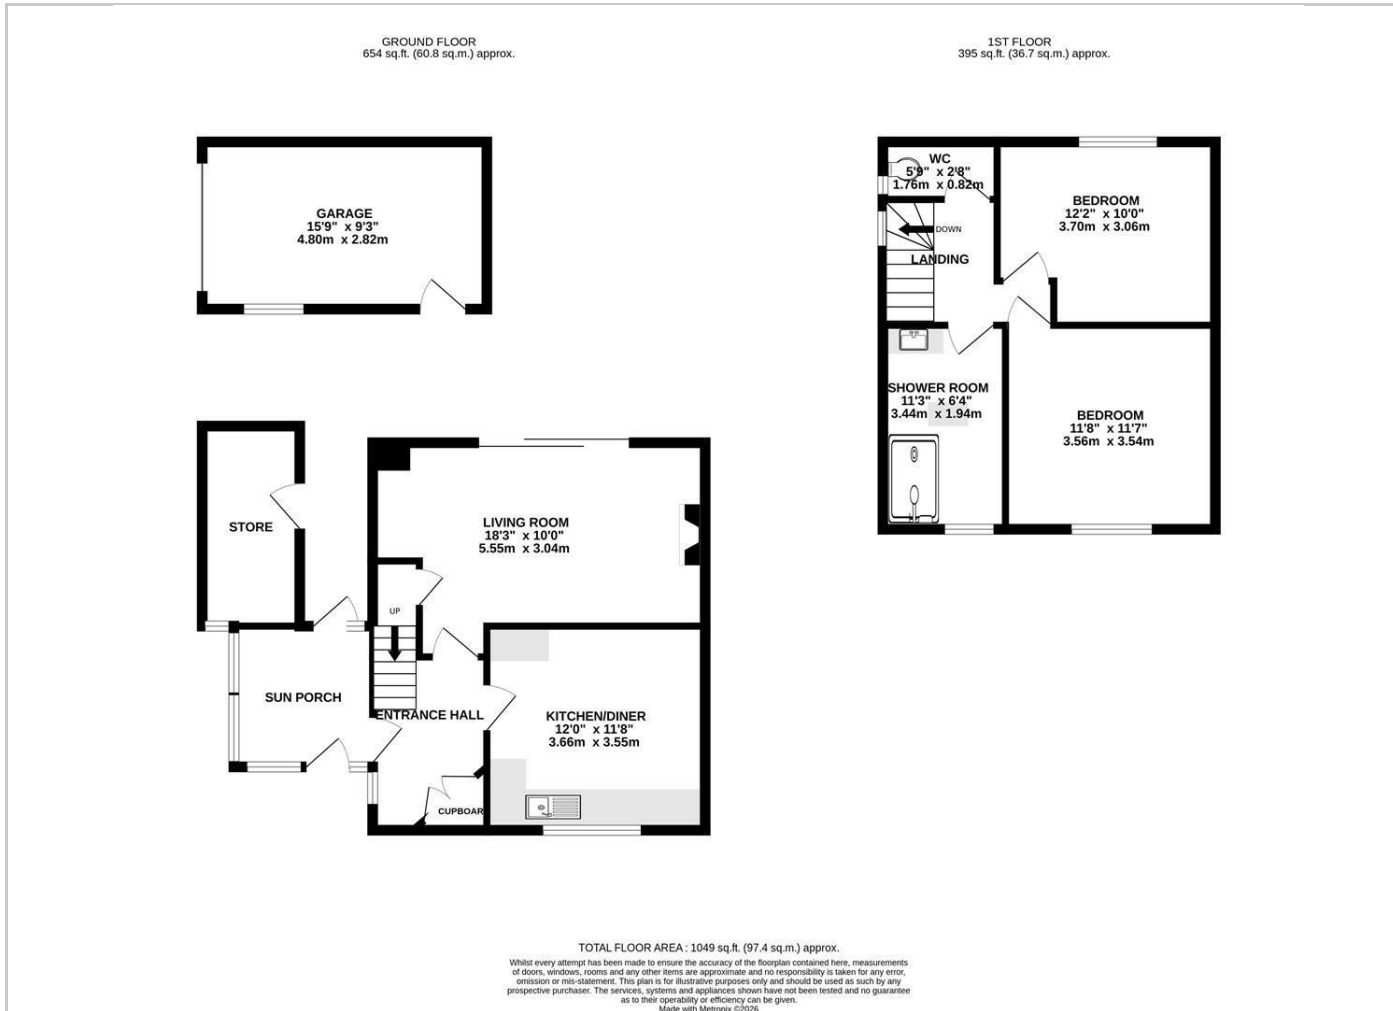 GROUND FLOOR
654 sq.ft. (60.8 sq.m.) approx.
1ST FLOOR
395 sq.ft. (36.7 sq.m.) approx.
GARAGE
15'9" x 9'3"
4.80m x 2.82m
WC
5'9" x 2'8"
1.76m x 0.82m
BEDROOM
12'2" x 10'0"
3.70m x 3.06m
DOWN
LANDING
SHOWER ROOM
11'3" x 6'4"
3.44m x 1.94m
BEDROOM
11'8" x 11'7"
3.56m x 3.54m
STORE
LIVING ROOM
18'3" x 10'0"
5.55m x 3.04m
UP
SUN PORCH
ENTRANCE HALL
KITCHEN/DINER
12'0" x 11'8"
3.66m x 3.55m
CUPBOAR
TOTAL FLOOR AREA : 1049 sq.ft. (97.4 sq.m.) approx.
Whilst every attempt has been made to ensure the accuracy of the floorplan contained here, measurements
of doors, windows, rooms and any other items are approximate and no responsibility is taken for any error,
omission or mis-statement. This plan is for illustrative purposes only and should be used as such by any
prospective purchaser. The services, systems and appliances shown have not been tested and no guarantee
as to their operability or efficiency can be given.
Made with Metropix ©2026